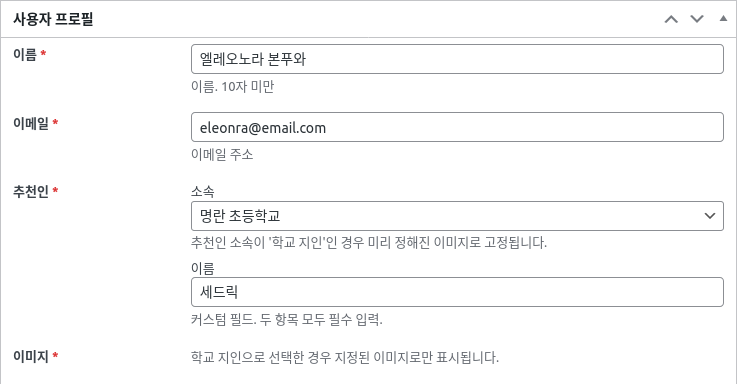 사용자 프로필
이름 *
엘레오노라 본푸와
이름. 10자 미만
이메일 *
eleonra@email.com
이메일 주소
추천인 *
소속
명란 초등학교
추천인 소속이 '학교 지인'인 경우 미리 정해진 이미지로 고정됩니다.
이름
세드릭
커스텀 필드. 두 항목 모두 필수 입력.
이미지 *
학교 지인으로 선택한 경우 지정된 이미지로만 표시됩니다.